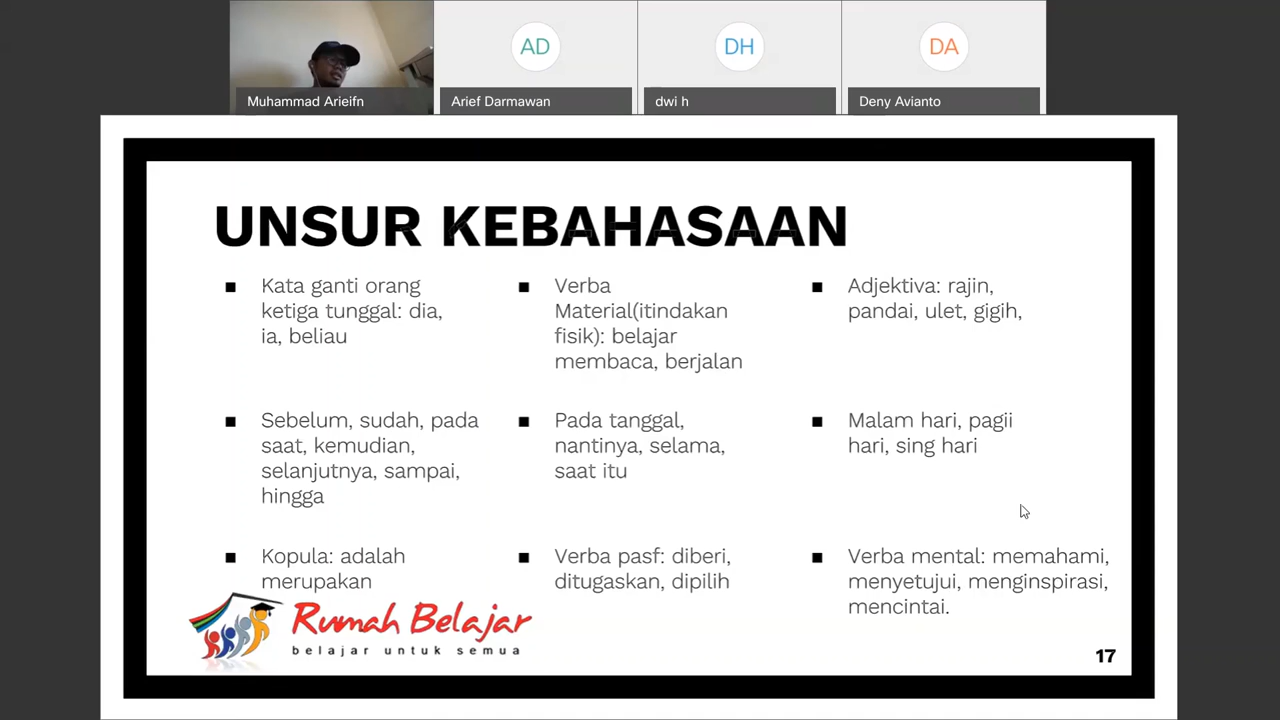 AD
DH
DA
Muhammad Arieifn
Arief Darmawan
dwi h
Deny Avianto
UNSUR KEBAHASAAN
Kata ganti orang
ketiga tunggal: dia,
ia, beliau
Verba
Material(itindakan
fisik): belajar
membaca, berjalan
Adjektiva: rajin,
pandai, ulet, gigih,
Sebelum, sudah, pada
saat, kemudian,
selanjutnya, sampai,
hingga
Pada tanggal,
nantinya, selama,
saat itu
Malam hari, pagii
hari, sing hari
Kopula: adalah
merupakan
Verba pasf: diberi,
ditugaskan, dipilih
Verba mental: memahami,
menyetujui, menginspirasi,
mencintai.
Rumah Belajar
belajar untuk semua
17